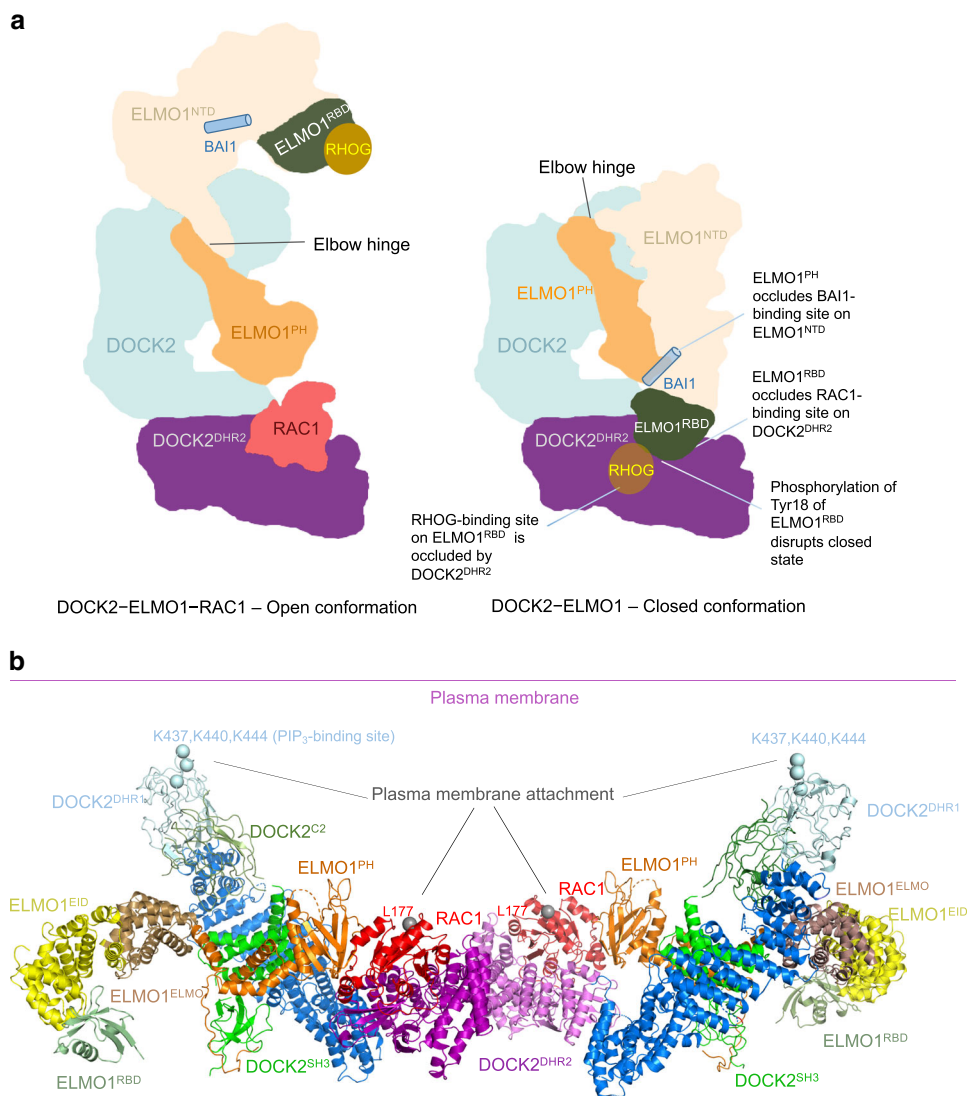 a
ELMO1NTD
BAI1
ELMO1RBD
RHOG
Elbow hinge
ELMO1PH
DOCK2
RAC1
DOCK2DHR2
DOCK2−ELMO1−RAC1 – Open conformation
Elbow hinge
ELMO1NTD
ELMO1PH
DOCK2
BAI1
ELMO1RBD
DOCK2DHR2
RHOG
ELMO1PH
occludes BAI1-
binding site on
ELMO1NTD
ELMO1RBD
occludes RAC1-
binding site on
DOCK2DHR2
Phosphorylation of
Tyr18 of
ELMO1RBD
disrupts closed
state
RHOG-binding site
on ELMO1RBD is
occluded by
DOCK2DHR2
DOCK2−ELMO1 – Closed conformation
b
Plasma membrane
K437,K440,K444 (PIP3-binding site)
K437,K440,K444
Plasma membrane attachment
DOCK2DHR1
DOCK2DHR1
DOCK2C2
ELMO1PH
ELMO1PH
RAC1
ELMO1ELMO
ELMO1EID
L177
RAC1
L177
ELMO1EID
ELMO1ELMO
ELMO1RBD
DOCK2SH3
DOCK2DHR2
ELMO1RBD
DOCK2SH3